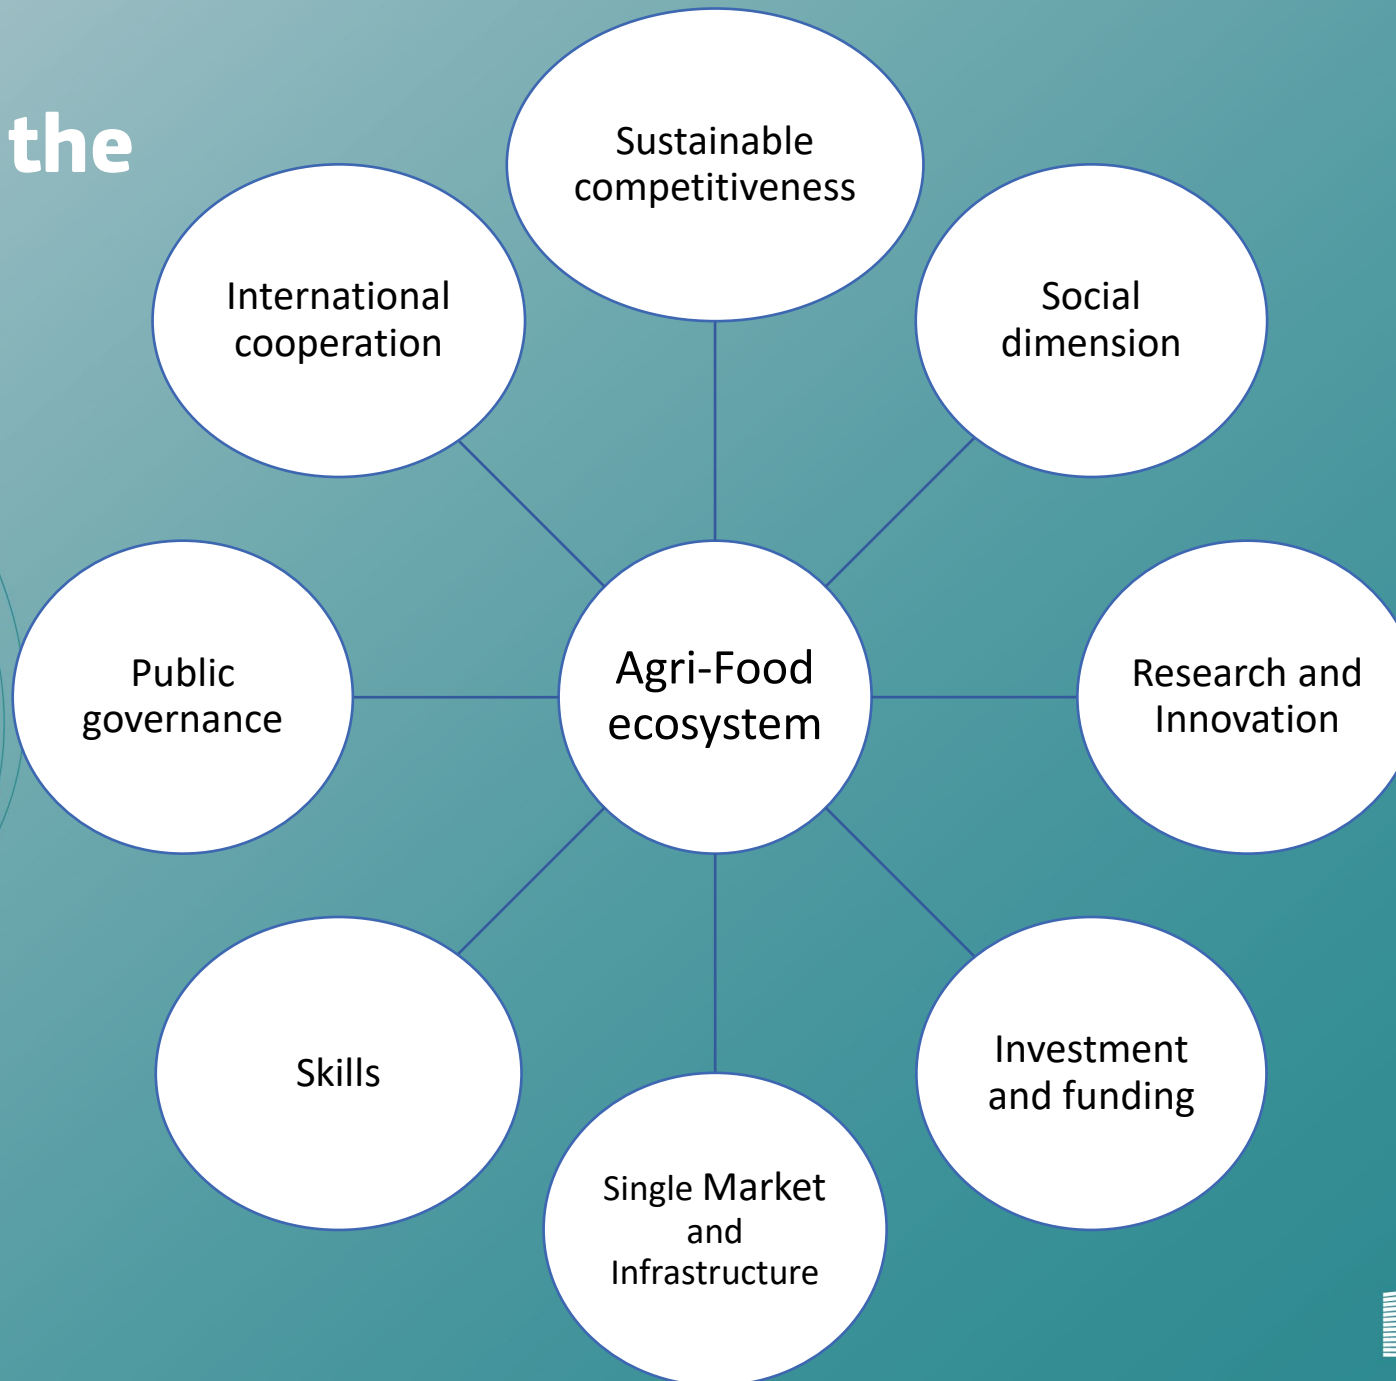 the
Sustainable
competitiveness
International
cooperation
Social
dimension
Public
governance
Agri-Food
ecosystem
Research and
Innovation
Skills
Investment
and funding
Single Market
and
Infrastructure